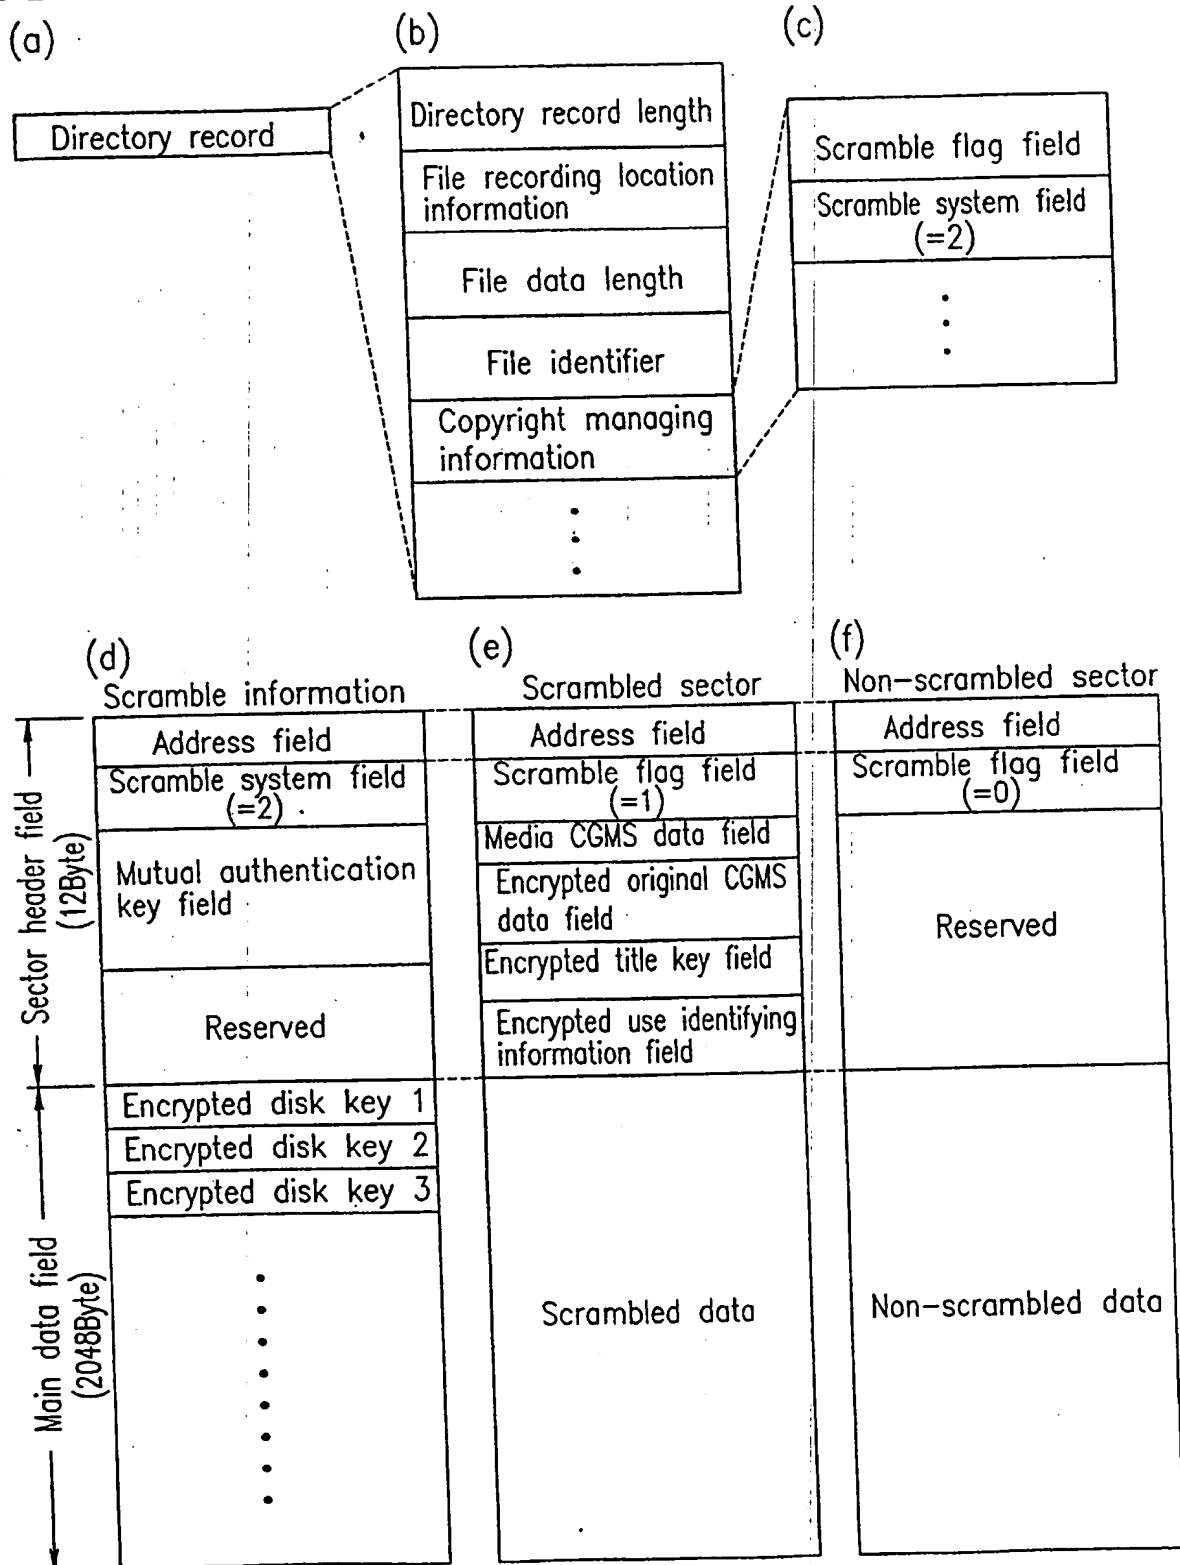 (a)
Directory record
(b)
Directory record length
File recording location
information
File data length
File identifier
Copyright managing
information
(c)
Scramble flag field
Scramble system field
(=2)
(d)
Scramble information
Address field
Scramble system field
(=2)
Mutual authentication
key field
Reserved
Encrypted disk key 1
Encrypted disk key 2
Encrypted disk key 3
(e)
Scrambled sector
Address field
Scramble flag field
(=1)
Media CGMS data field
Encrypted original CGMS
data field
Encrypted title key field
Encrypted use identifying
information field
Scrambled data
(f)
Non-scrambled sector
Address field
Scramble flag field
(=0)
Reserved
Non-scrambled data
Sector header field
(12Byte)
Main data field
(2048Byte)